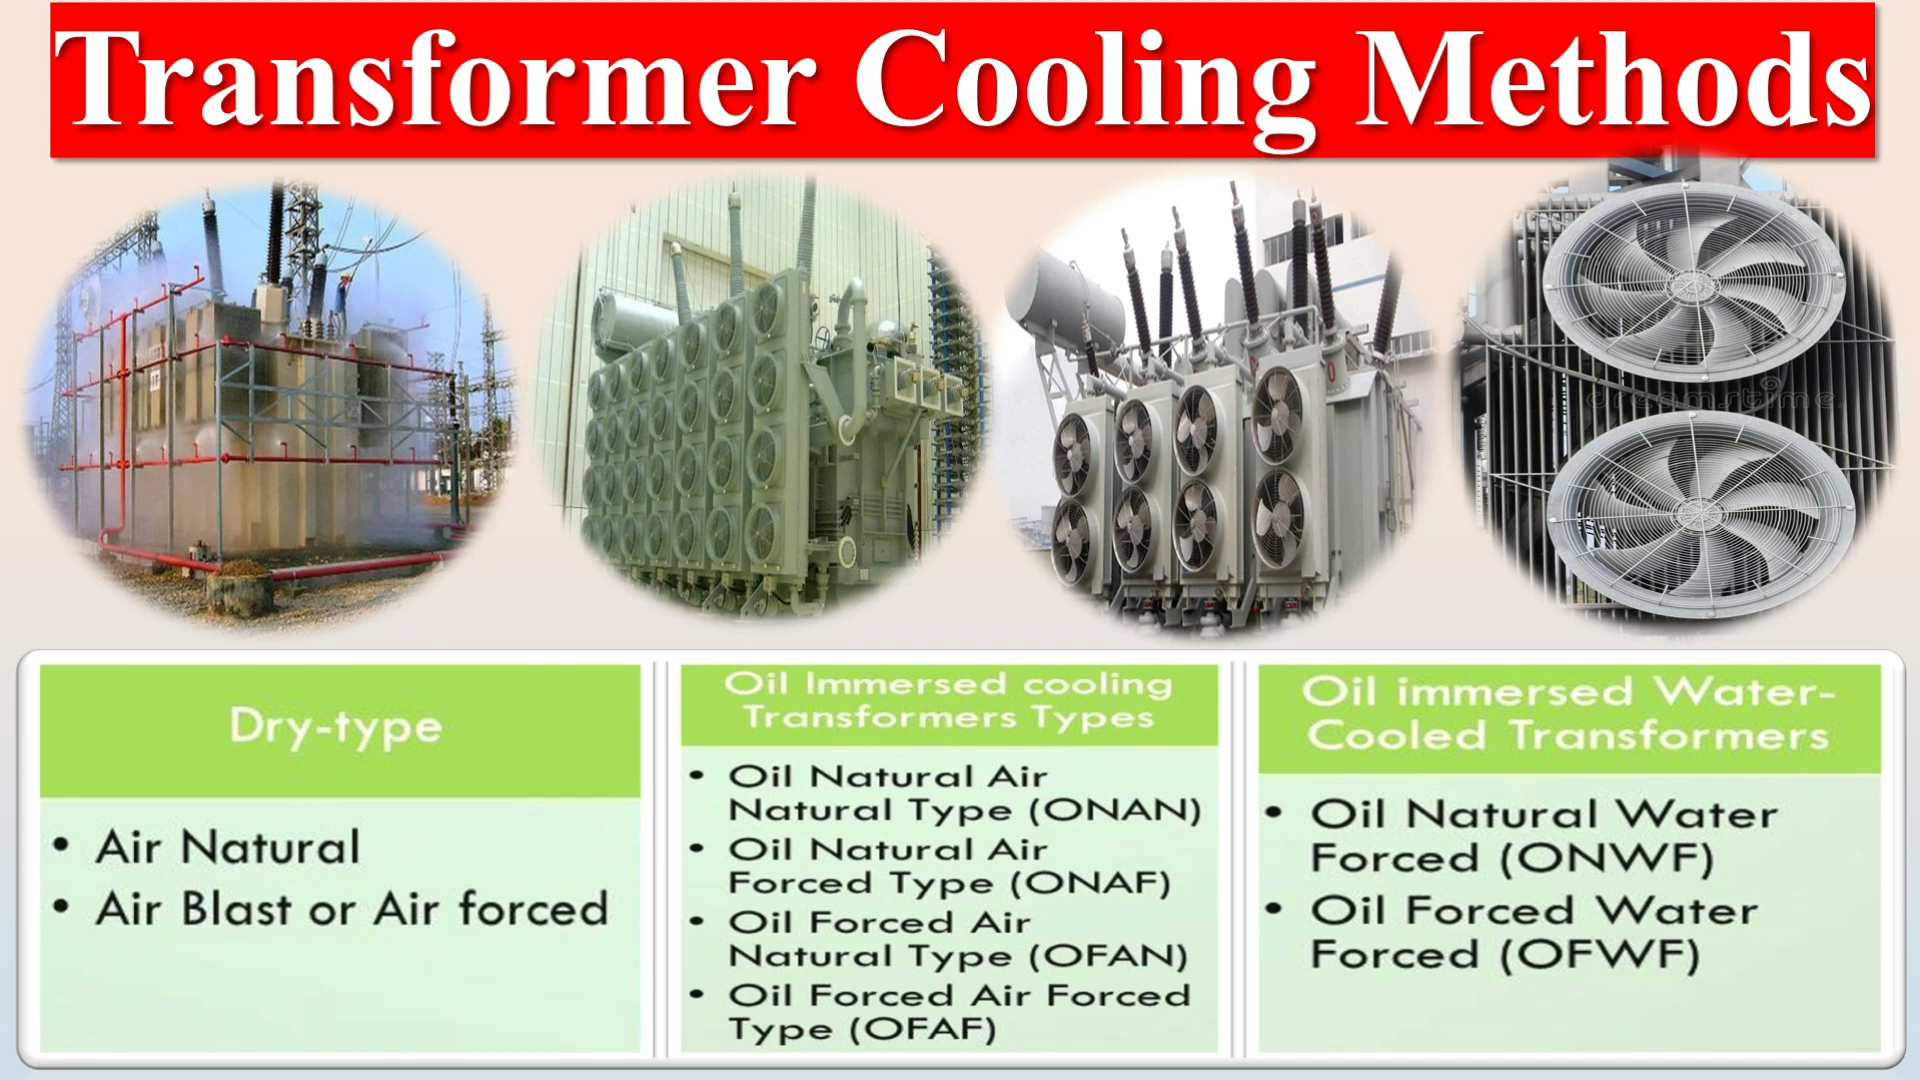 Transformer Cooling Methods
dreamstime.
Dry-type
• Air Natural
• Air Blast or Air forced
Oil Immersed cooling
Transformers Types
• Oil Natural Air
Natural Type (ONAN)
• Oil Natural Air
Forced Type (ONAF)
• Oil Forced Air
Natural Type (OFAN)
• Oil Forced Air Forced
Type (OFAF)
Oil immersed Water-
Cooled Transformers
• Oil Natural Water
Forced (ONWF)
• Oil Forced Water
Forced (OFWF)